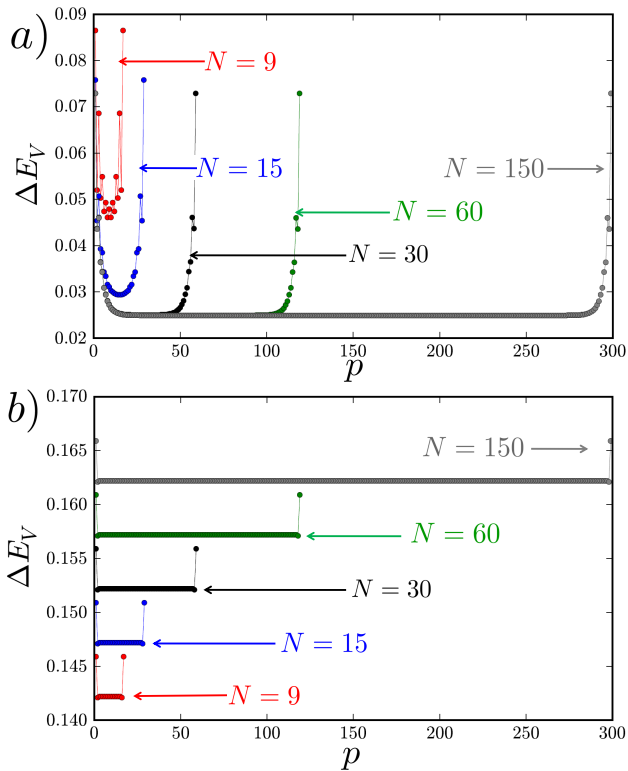 a)
0.09
0.08
0.07
0.06
0.05
0.04
0.03
0.02
ΔE_V
N = 9
N = 15
N = 150
N = 60
N = 30
0 50 100 150 200 250 300
p
b)
0.170
0.165
0.160
0.155
0.150
0.145
0.140
ΔE_V
N = 150
N = 60
N = 30
N = 15
N = 9
0 50 100 150 200 250 300
p